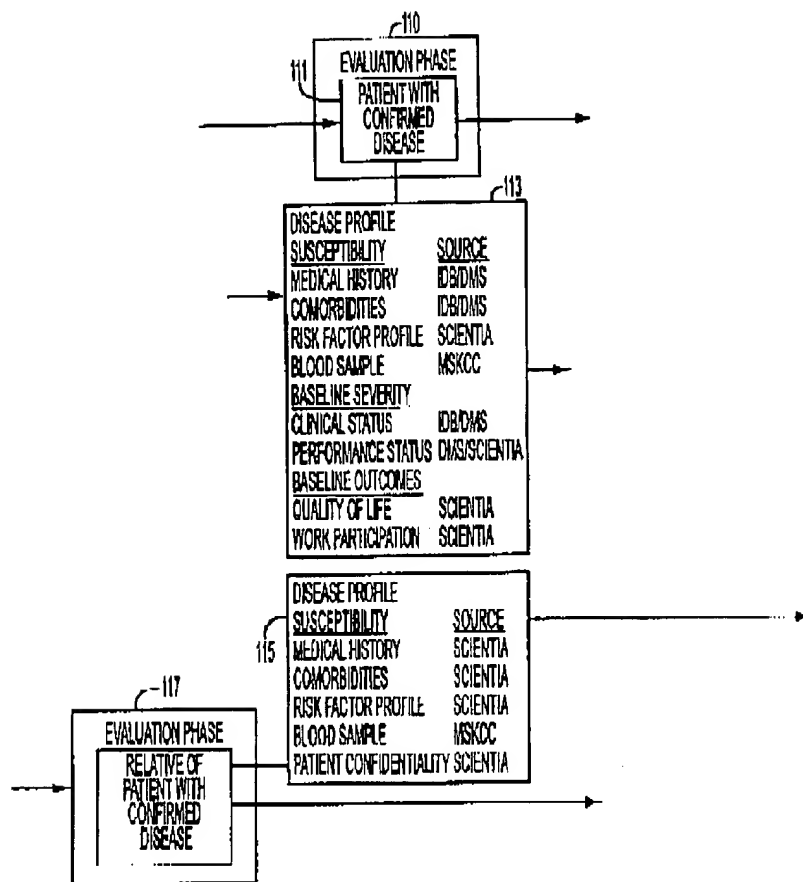 110
EVALUATION PHASE
111
PATIENT WITH
CONFIRMED
DISEASE
113
DISEASE PROFILE
SUSCEPTIBILITY SOURCE
MEDICAL HISTORY IDB/DMS
COMORBIDITIES IDB/DMS
RISK FACTOR PROFILE SCIENTIA
BLOOD SAMPLE MSKCC
BASELINE SEVERITY
CLINICAL STATUS IDB/DMS
PERFORMANCE STATUS DMS/SCIENTIA
BASELINE OUTCOMES
QUALITY OF LIFE SCIENTIA
WORK PARTICIPATION SCIENTIA
DISEASE PROFILE
115
SUSCEPTIBILITY SOURCE
MEDICAL HISTORY SCIENTIA
COMORBIDITIES SCIENTIA
RISK FACTOR PROFILE SCIENTIA
BLOOD SAMPLE MSKCC
PATIENT CONFIDENTIALITY SCIENTIA
117
EVALUATION PHASE
RELATIVE OF
PATIENT WITH
CONFIRMED
DISEASE